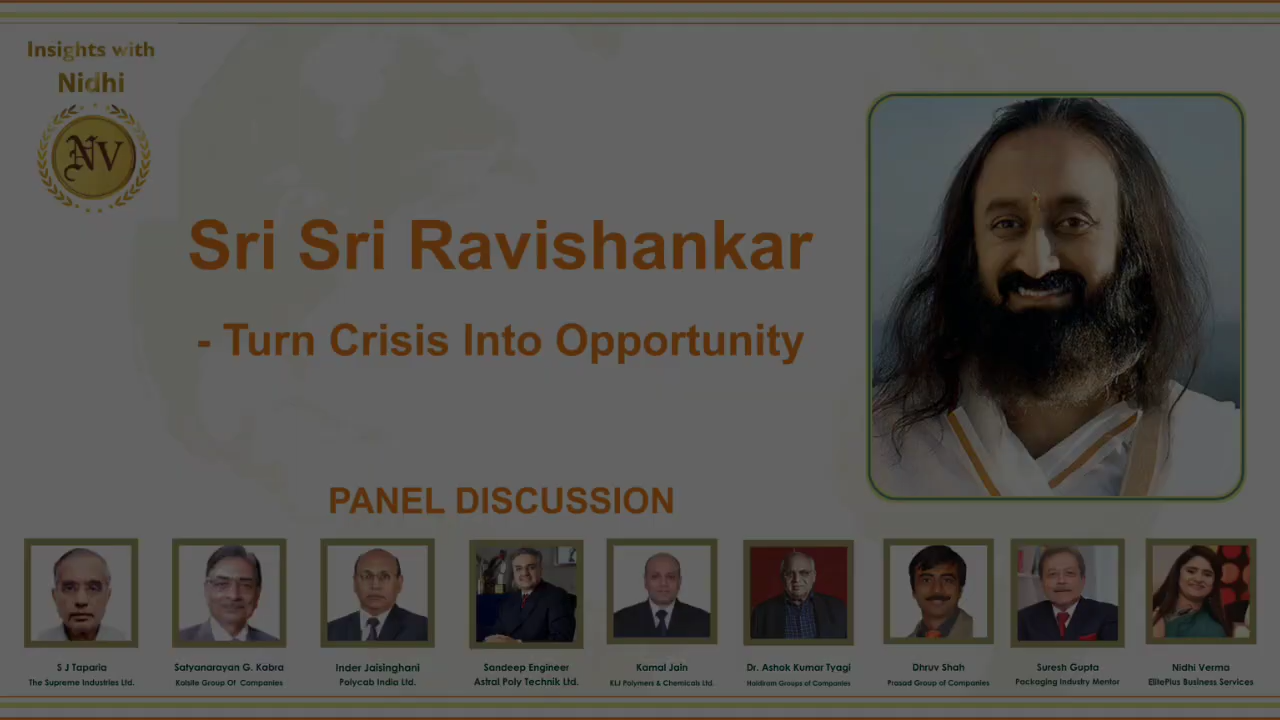 Insights with
Nidhi
NV
Sri Sri Ravishankar
- Turn Crisis Into Opportunity
PANEL DISCUSSION
S J Taparia
The Supreme Industries Ltd.
Satyanarayan G. Kabra
Kolsite Group Of Companies
Inder Jaisinghani
Polycab India Ltd.
Sandeep Engineer
Astral Poly Technik Ltd.
Kamal Jain
KLJ Polymers & Chemicals Ltd.
Dr. Ashok Kumar Tyagi
Haldiram Groups of Companies
Dhruv Shah
Prasad Group of Companies
Suresh Gupta
Packaging Industry Mentor
Nidhi Verma
ElitePlus Business Services